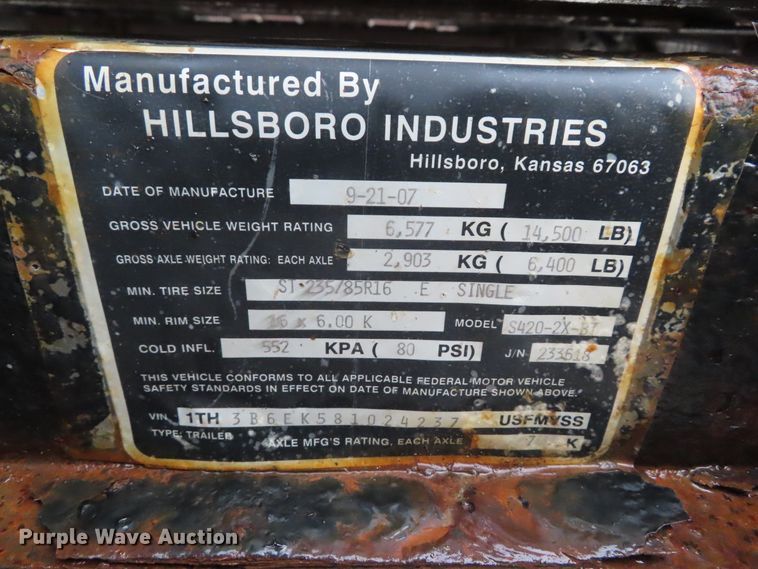 Manufactured By
HILLSBORO INDUSTRIES
Hillsboro, Kansas 67063
DATE OF MANUFACTURE 9-21-07
GROSS VEHICLE WEIGHT RATING 6,577 KG ( 14,500 LB)
GROSS AXLE WEIGHT RATING: EACH AXLE 2,903 KG ( 6,400 LB)
MIN. TIRE SIZE ST 235/85R16 E SINGLE
MIN. RIM SIZE 16 x 6.00 K MODEL S420-2X-BT
COLD INFL. 552 KPA ( 80 PSI) J/N 233618
THIS VEHICLE CONFORMS TO ALL APPLICABLE FEDERAL MOTOR VEHICLE
SAFETY STANDARDS IN EFFECT ON DATE OF MANUFACTURE SHOWN ABOVE.
VIN 1TH 3B6EK581024237 USFMVSS
TYPE: TRAILER AXLE MFG'S RATING, EACH AXLE 7 K
Purple Wave Auction